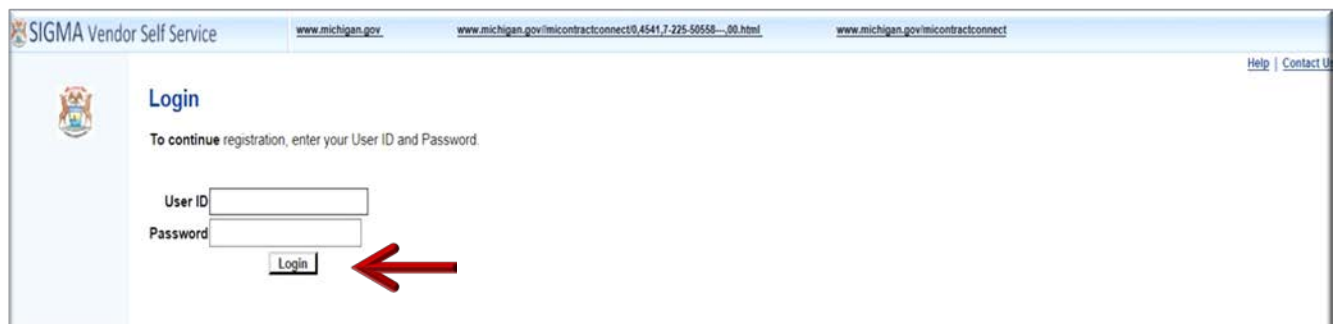 SIGMA Vendor Self Service www.michigan.gov www.michigan.gov//micontractconnect/0,4541,7-225-50558---,00.html www.michigan.gov/micontractconnect
Help | Contact Us
Login
To continue registration, enter your User ID and Password.
User ID
Password
Login